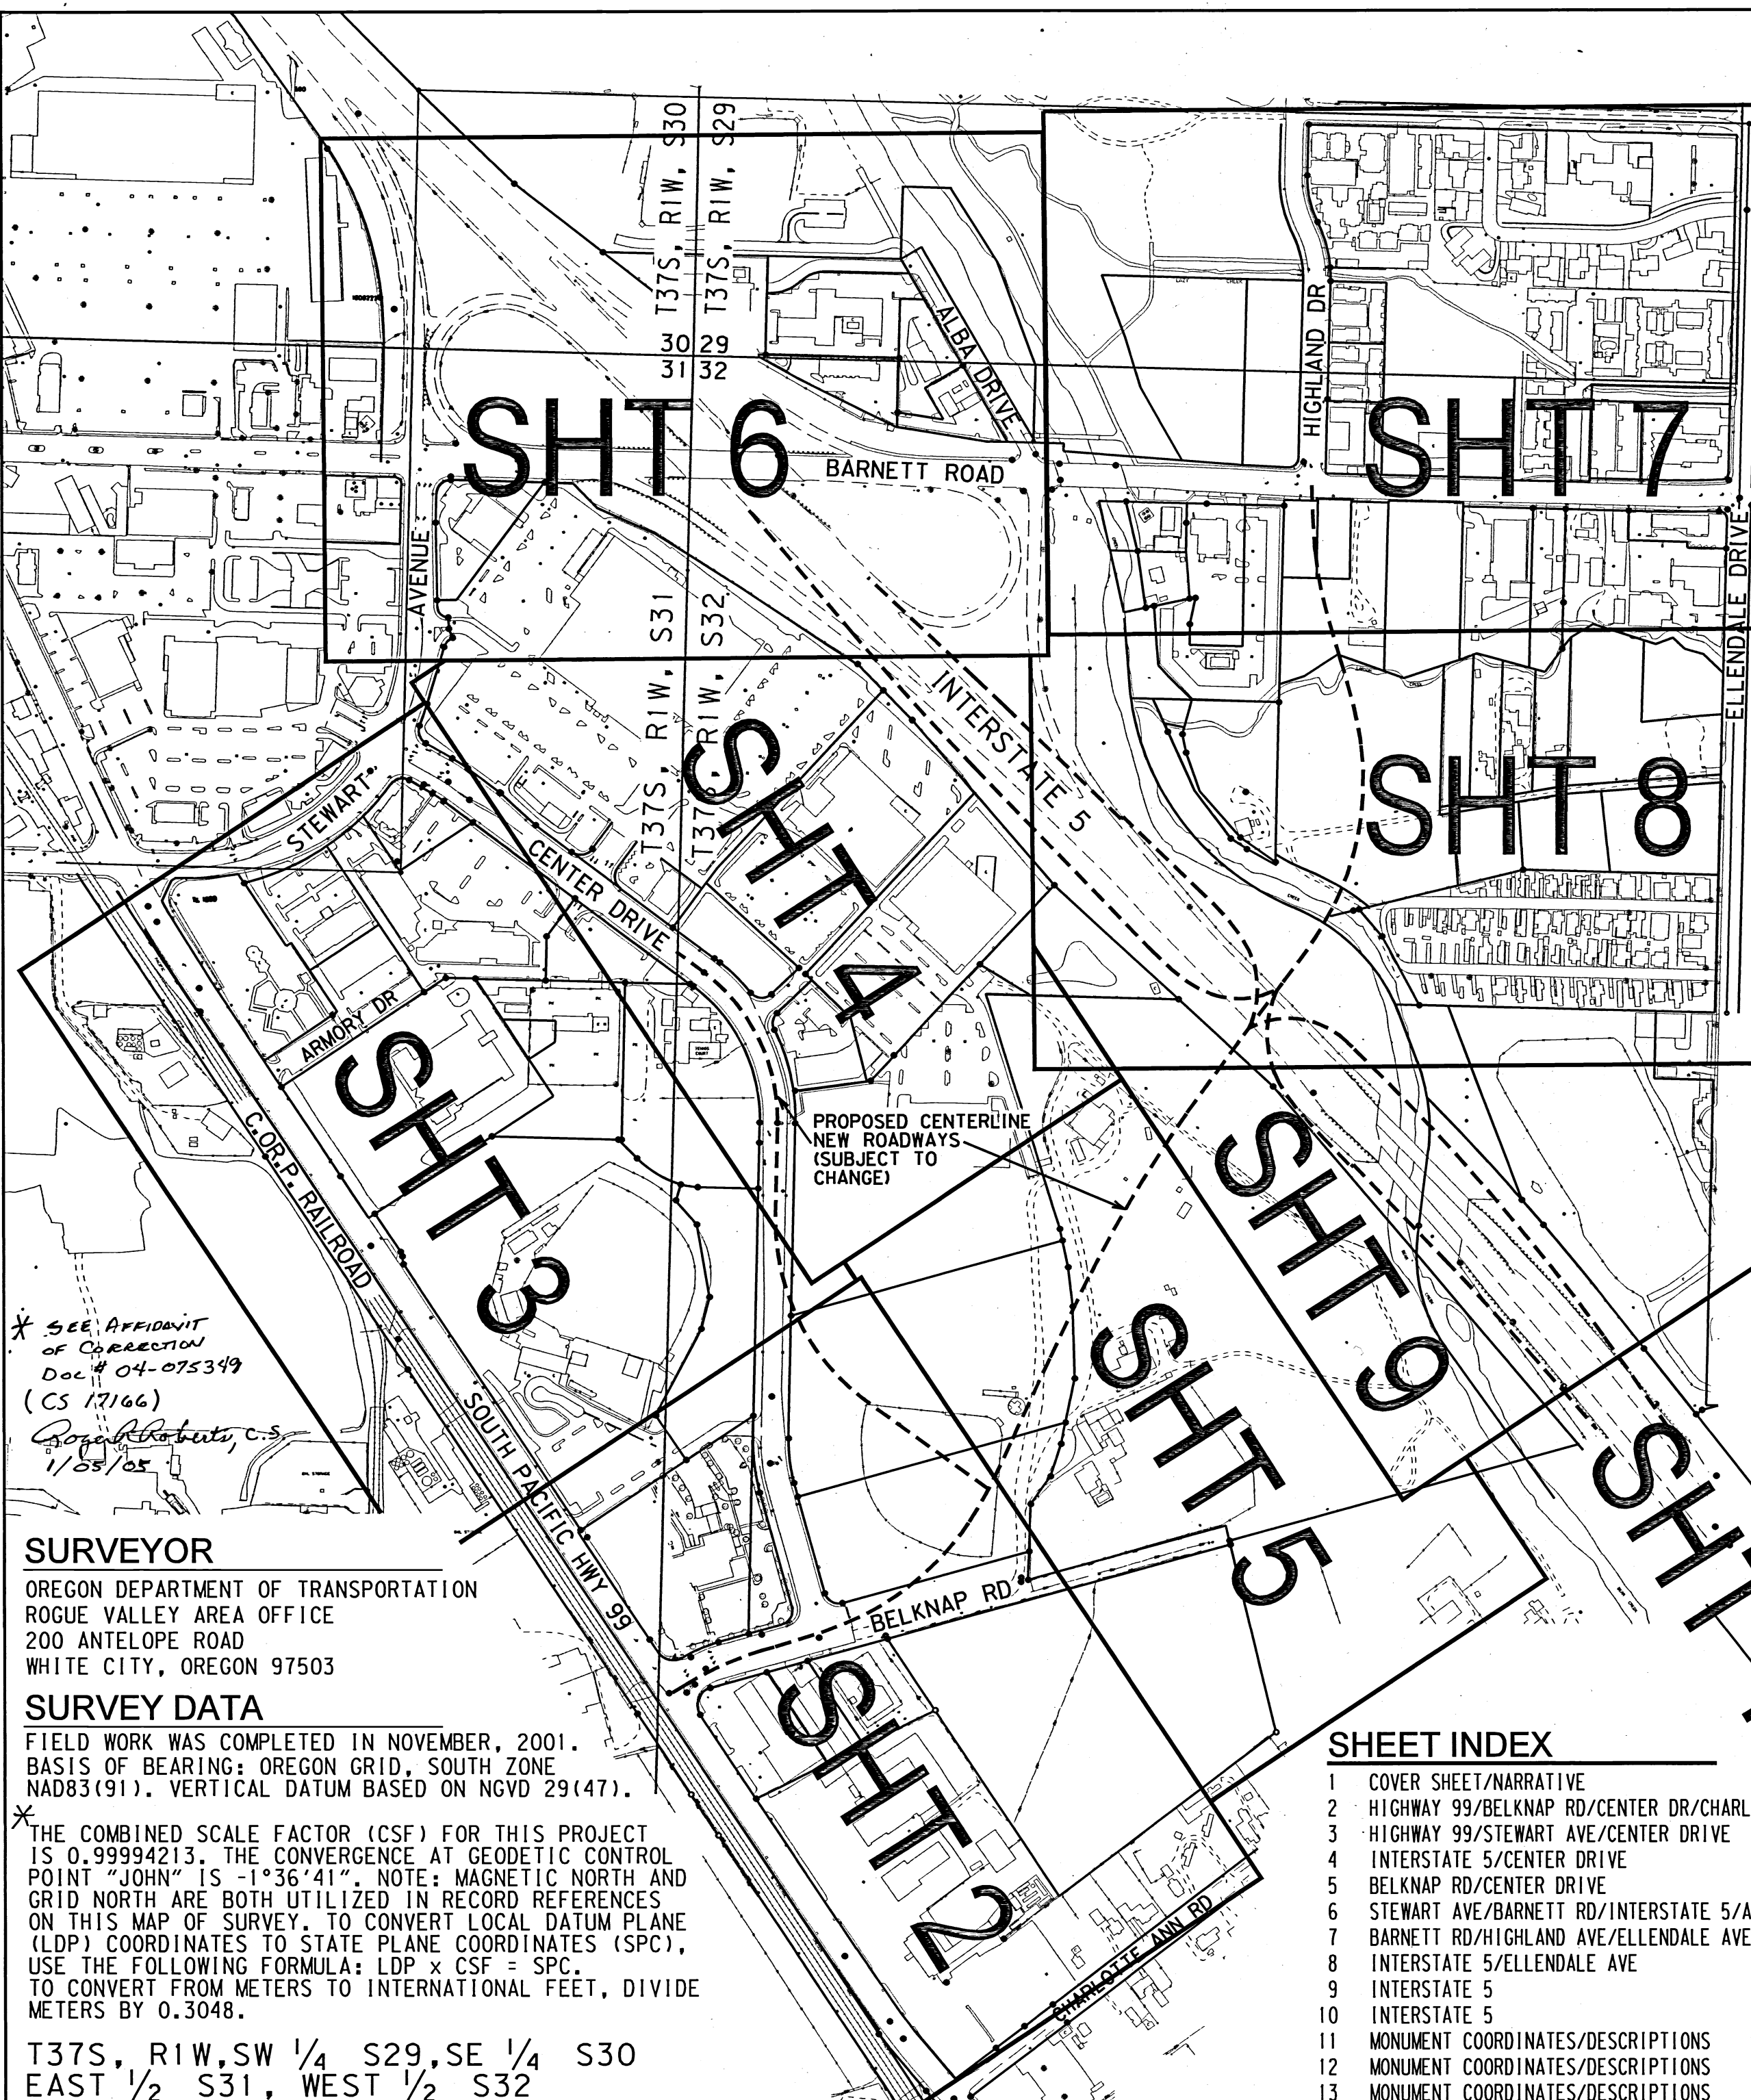 T37S, R1W, S30
T37S, R1W, S29
30 29
31 32
SHT 6
BARNETT ROAD
ALBA DRIVE
HIGHLAND DR
SHT 7
AVENUE
T37S, R1W, S31
T37S, R1W, S32
INTERSTATE 5
ELLENDALE DRIVE
SHT 8
SHT 4
STEWART
CENTER DRIVE
ARMORY DR
SHT 3
C.OR.P. RAILROAD
PROPOSED CENTERLINE
NEW ROADWAYS
(SUBJECT TO
CHANGE)
SHT 9
SHT 5
SOUTH PACIFIC HWY 99
BELKNAP RD
SHT 2
CHARLOTTE ANN RD
SHT
* SEE AFFIDAVIT
OF CORRECTION
DOC # 04-075349
(CS 17166)
Roger R Roberts, C.S.
1/05/05
SURVEYOR
OREGON DEPARTMENT OF TRANSPORTATION
ROGUE VALLEY AREA OFFICE
200 ANTELOPE ROAD
WHITE CITY, OREGON 97503
SURVEY DATA
FIELD WORK WAS COMPLETED IN NOVEMBER, 2001.
BASIS OF BEARING: OREGON GRID, SOUTH ZONE
NAD83(91). VERTICAL DATUM BASED ON NGVD 29(47).
* THE COMBINED SCALE FACTOR (CSF) FOR THIS PROJECT
IS 0.99994213. THE CONVERGENCE AT GEODETIC CONTROL
POINT "JOHN" IS -1°36'41". NOTE: MAGNETIC NORTH AND
GRID NORTH ARE BOTH UTILIZED IN RECORD REFERENCES
ON THIS MAP OF SURVEY. TO CONVERT LOCAL DATUM PLANE
(LDP) COORDINATES TO STATE PLANE COORDINATES (SPC),
USE THE FOLLOWING FORMULA: LDP x CSF = SPC.
TO CONVERT FROM METERS TO INTERNATIONAL FEET, DIVIDE
METERS BY 0.3048.
T37S, R1W, SW 1/4 S29, SE 1/4 S30
EAST 1/2 S31, WEST 1/2 S32
SHEET INDEX
1 COVER SHEET/NARRATIVE
2 HIGHWAY 99/BELKNAP RD/CENTER DR/CHARL
3 HIGHWAY 99/STEWART AVE/CENTER DRIVE
4 INTERSTATE 5/CENTER DRIVE
5 BELKNAP RD/CENTER DRIVE
6 STEWART AVE/BARNETT RD/INTERSTATE 5/A
7 BARNETT RD/HIGHLAND AVE/ELLENDALE AVE
8 INTERSTATE 5/ELLENDALE AVE
9 INTERSTATE 5
10 INTERSTATE 5
11 MONUMENT COORDINATES/DESCRIPTIONS
12 MONUMENT COORDINATES/DESCRIPTIONS
13 MONUMENT COORDINATES/DESCRIPTIONS